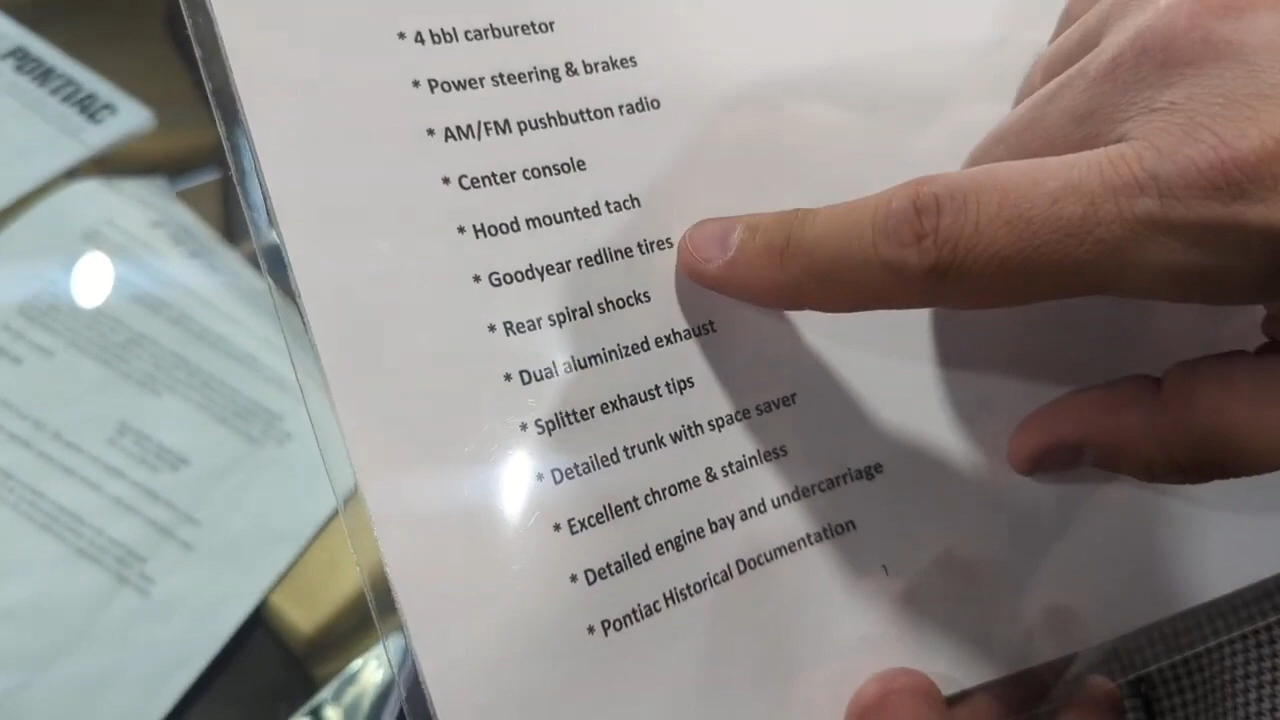 PONTIAC
* 4 bbl carburetor
* Power steering & brakes
* AM/FM pushbutton radio
* Center console
* Hood mounted tach
* Goodyear redline tires
* Rear spiral shocks
* Dual aluminized exhaust
* Splitter exhaust tips
* Detailed trunk with space saver
* Excellent chrome & stainless
* Detailed engine bay and undercarriage
* Pontiac Historical Documentation
1